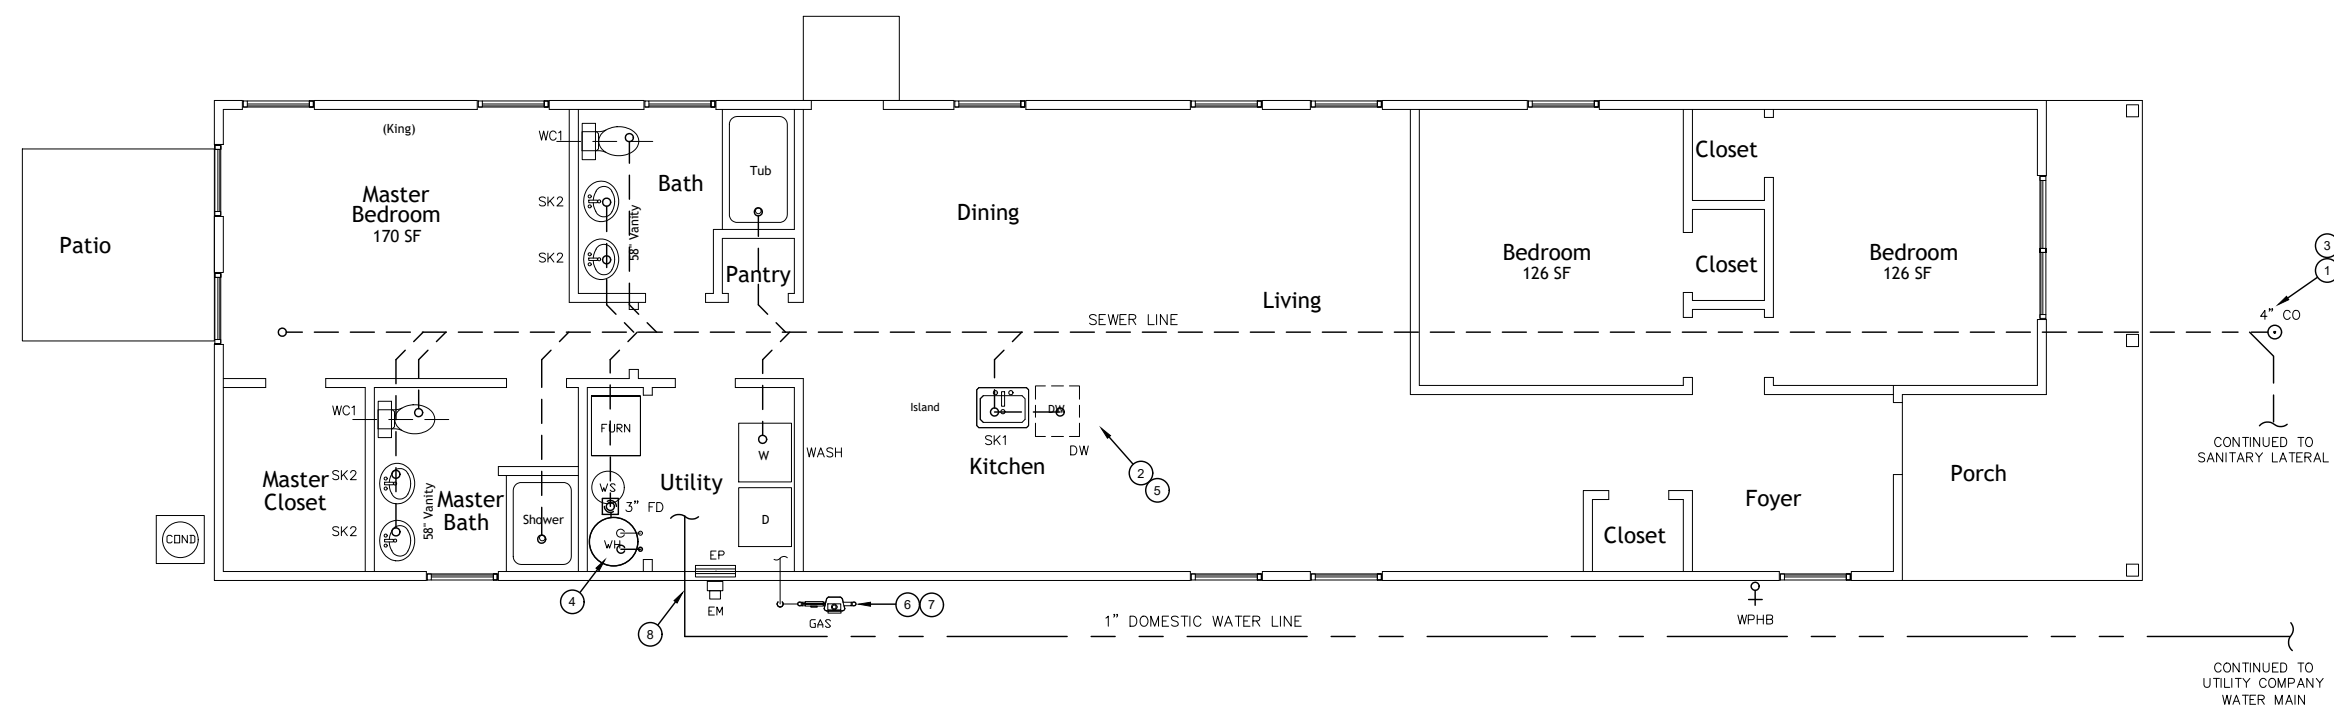 (King)
WC1
Tub
Closet
Bath
Master
Bedroom
170 SF
SK2
58" Vanity
SK2
Dining
Patio
Pantry
Bedroom
126 SF
Closet
Bedroom
126 SF
3
1
Living
SEWER LINE
4" CO
WC1
FURN
Island
DW
SK1
DW
W
WASH
CONTINUED TO
SANITARY LATERAL
Kitchen
2
5
Master
Closet
SK2
Master
Bath
58" Vanity
SK2
Shower
WS
3" FD
Utility
Porch
Foyer
COND
WH
D
Closet
EP
EM
4
6
7
GAS
8
1" DOMESTIC WATER LINE
WPHB
CONTINUED TO
UTILITY COMPANY
WATER MAIN